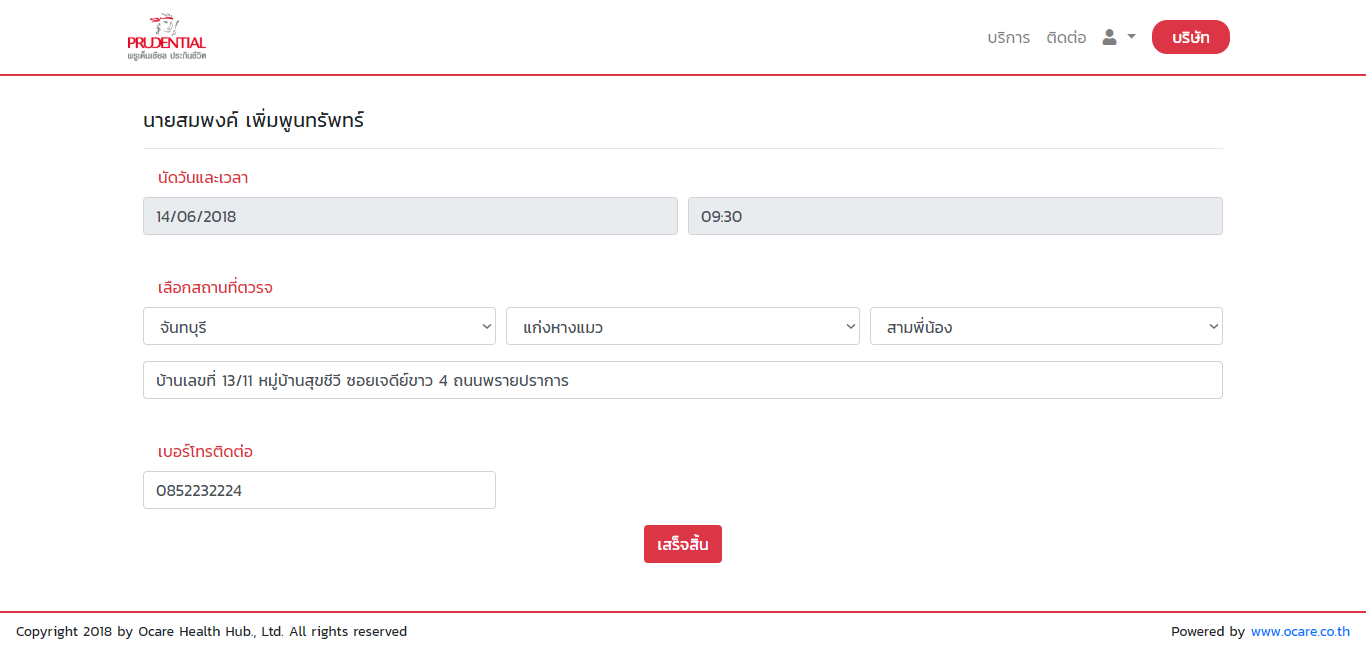 PRUDENTIAL
พรูเด็นเชียล ประกันชีวิต
บริการ ติดต่อ บริษัท
นายสมพงค์ เพิ่มพูนทรัพทร์
นัดวันและเวลา
14/06/2018 09:30
เลือกสถานที่ตวรจ
จันทบุรี แก่งหางแมว สามพี่น้อง
บ้านเลขที่ 13/11 หมู่บ้านสุขชีวี ซอยเจดีย์ขาว 4 ถนนพรายปราการ
เบอร์โทรติดต่อ
0852232224
เสร็จสิ้น
Copyright 2018 by Ocare Health Hub., Ltd. All rights reserved Powered by www.ocare.co.th